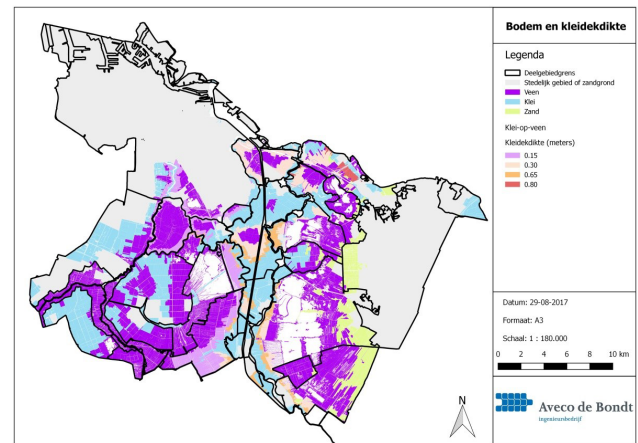 Bodem en kleidekdikte
Legenda
Deelgebiedgrens
Stedelijk gebied of zandgrond
Veen
Klei
Zand
Klei-op-veen
Kleidekdikte (meters)
0.15
0.30
0.65
0.80
Datum: 29-08-2017
Formaat: A3
Schaal: 1 : 180.000
0 2 4 6 8 10 km
N
Aveco de Bondt
ingenieursbedrijf